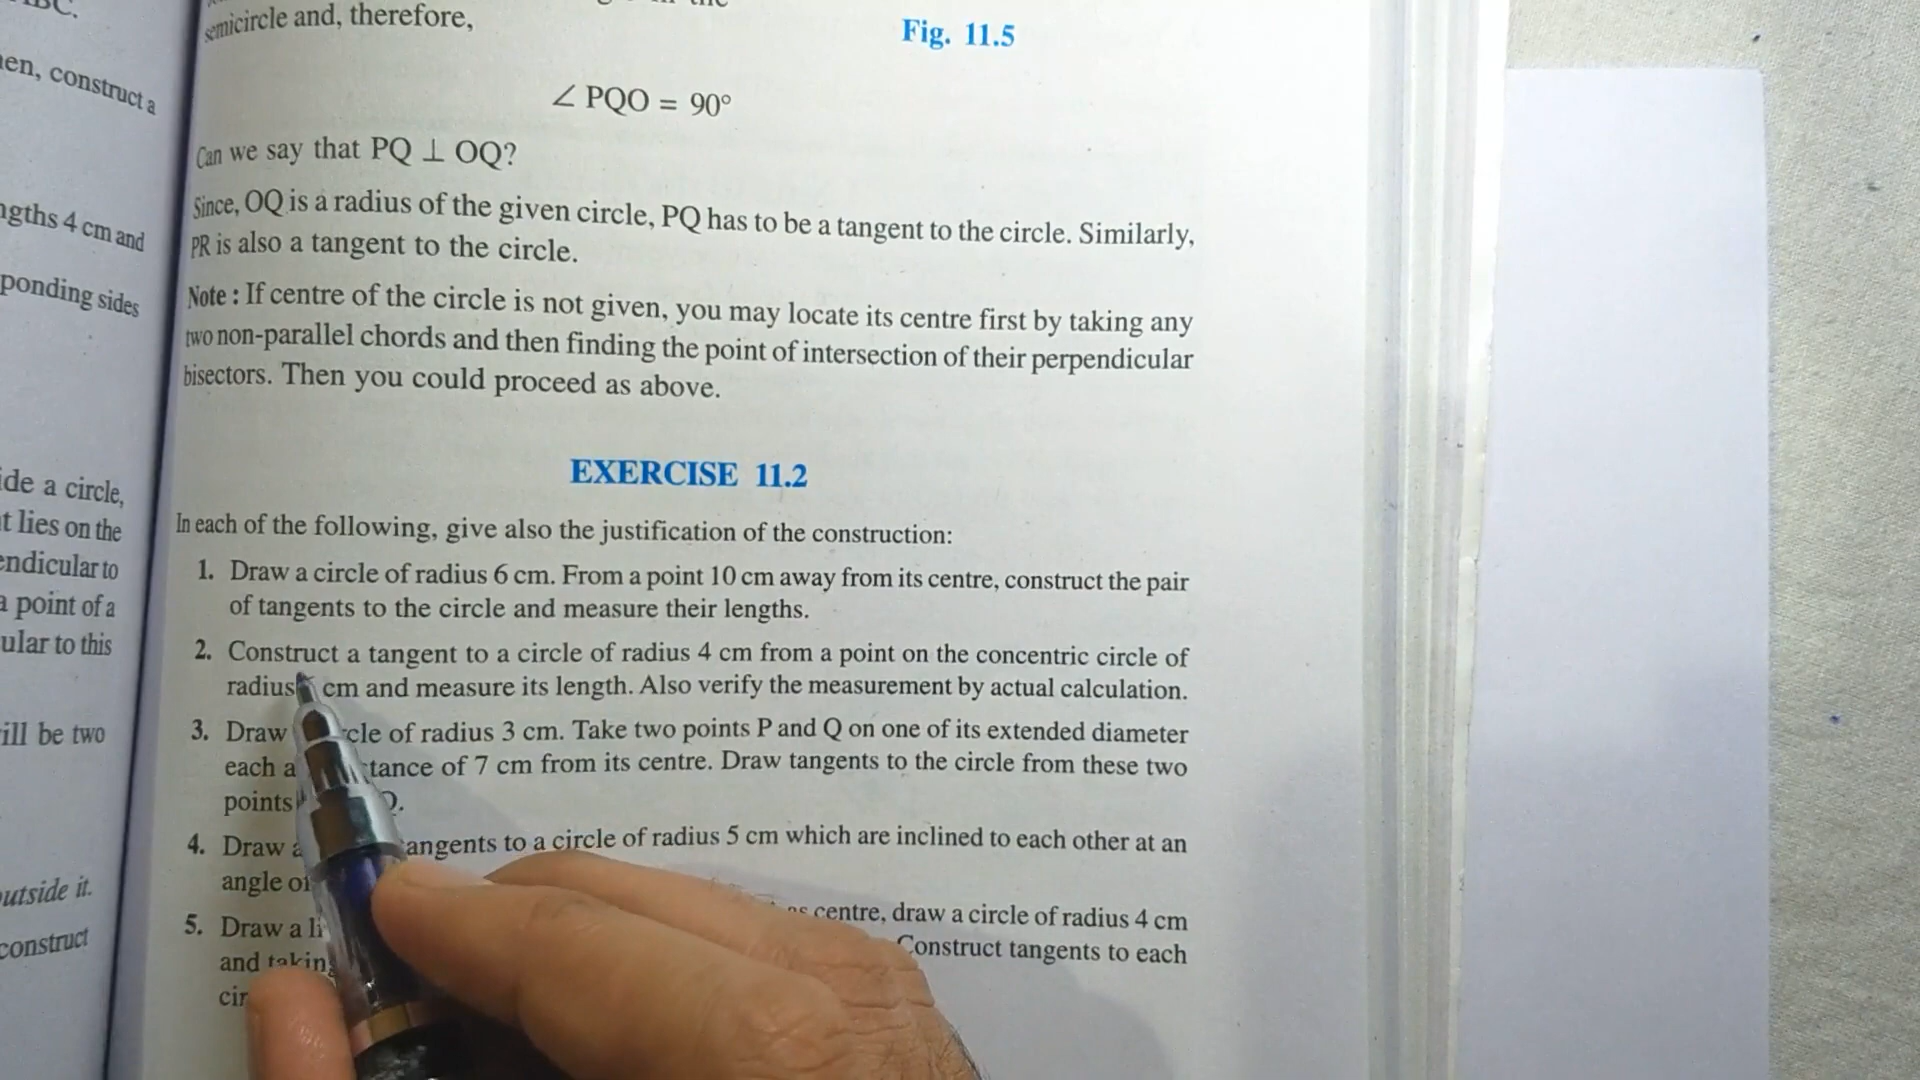 semicircle and, therefore,
Fig. 11.5
∠ PQO = 90°
Can we say that PQ ⊥ OQ?
Since, OQ is a radius of the given circle, PQ has to be a tangent to the circle. Similarly,
PR is also a tangent to the circle.
Note : If centre of the circle is not given, you may locate its centre first by taking any
two non-parallel chords and then finding the point of intersection of their perpendicular
bisectors. Then you could proceed as above.
EXERCISE 11.2
In each of the following, give also the justification of the construction:
1. Draw a circle of radius 6 cm. From a point 10 cm away from its centre, construct the pair
of tangents to the circle and measure their lengths.
2. Construct a tangent to a circle of radius 4 cm from a point on the concentric circle of
radius cm and measure its length. Also verify the measurement by actual calculation.
3. Draw rcle of radius 3 cm. Take two points P and Q on one of its extended diameter
each a tance of 7 cm from its centre. Draw tangents to the circle from these two
points Q.
4. Draw a tangents to a circle of radius 5 cm which are inclined to each other at an
angle of
5. Draw a li as centre, draw a circle of radius 4 cm
and taking Construct tangents to each
cir
en, construct a
ngths 4 cm and
ponding sides
ide a circle,
t lies on the
endicular to
a point of a
ular to this
ill be two
outside it.
construct